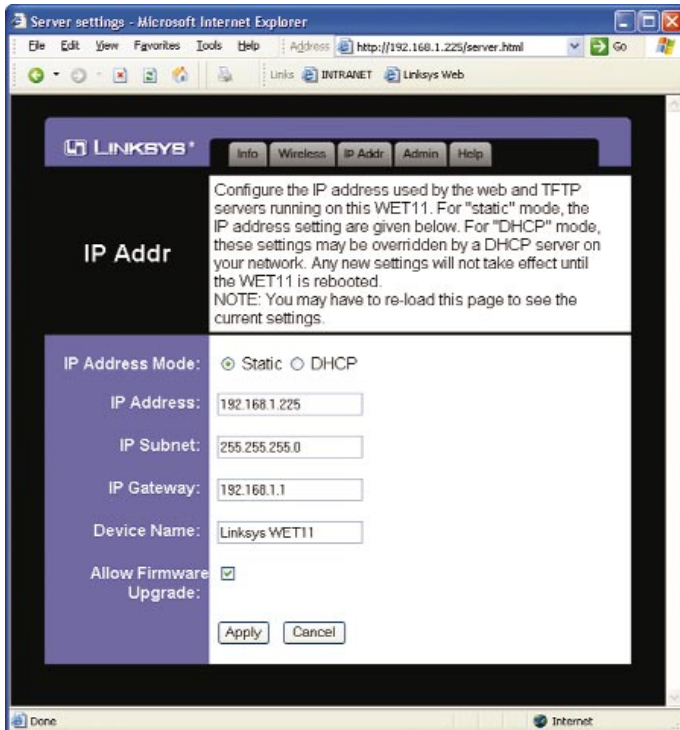 Server settings - Microsoft Internet Explorer
File Edit View Favorites Tools Help Address http://192.168.1.225/server.html Go
Links INTRANET Linksys Web
LINKSYS® Info Wireless IP Addr Admin Help
IP Addr
Configure the IP address used by the web and TFTP
servers running on this WET11. For "static" mode, the
IP address setting are given below. For "DHCP" mode,
these settings may be overridden by a DHCP server on
your network. Any new settings will not take effect until
the WET11 is rebooted.
NOTE: You may have to re-load this page to see the
current settings.
IP Address Mode: Static DHCP
IP Address: 192.168.1.225
IP Subnet: 255.255.255.0
IP Gateway: 192.168.1.1
Device Name: Linksys WET11
Allow Firmware
Upgrade:
Apply Cancel
Done Internet